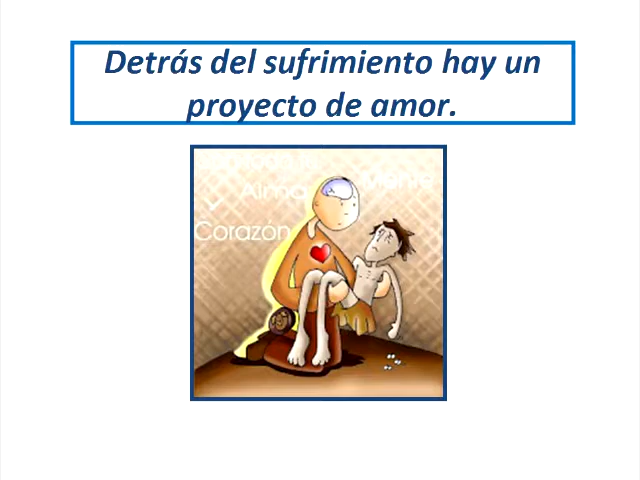 Detrás del sufrimiento hay un
proyecto de amor.
Alma
Mente
y
Corazón